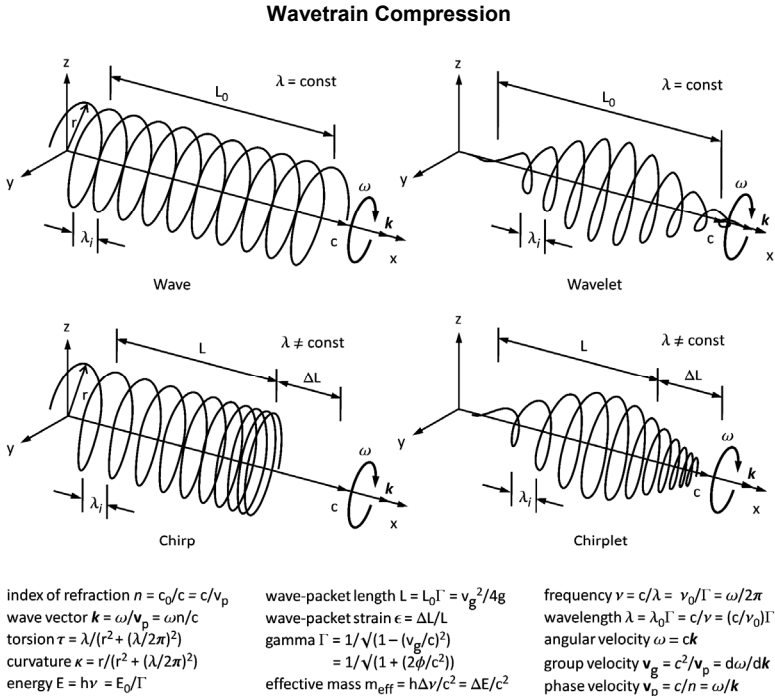 Wavetrain Compression
z
L₀
λ = const
r
y
λᵢ
ω
k
c
x
Wave
z
L₀
λ = const
y
λᵢ
ω
k
c
x
Wavelet
z
L
λ ≠ const
ΔL
r
y
λᵢ
ω
k
c
x
Chirp
z
L
λ ≠ const
ΔL
y
λᵢ
ω
k
c
x
Chirplet
index of refraction n = c₀/c = c/vₚ
wave vector k = ω/vₚ = ωn/c
torsion τ = λ/(r² + (λ/2π)²)
curvature κ = r/(r² + (λ/2π)²)
energy E = hν = E₀/Γ
wave-packet length L = L₀Γ = v_g²/4g
wave-packet strain ϵ = ΔL/L
gamma Γ = 1/√(1 − (v_g/c)²)
= 1/√(1 + (2ϕ/c²))
effective mass m_eff = hΔν/c² = ΔE/c²
frequency ν = c/λ = ν₀/Γ = ω/2π
wavelength λ = λ₀Γ = c/ν = (c/ν₀)Γ
angular velocity ω = ck
group velocity v_g = c²/vₚ = dω/dk
phase velocity vₚ = c/n = ω/k